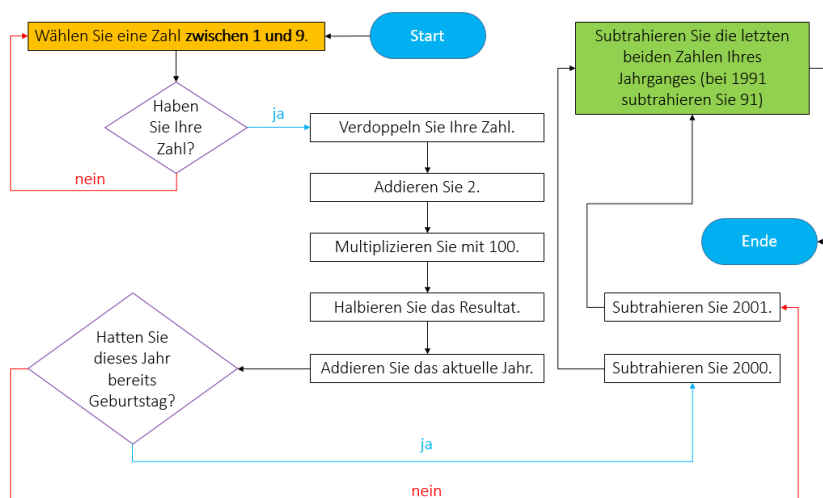 Start
Wählen Sie eine Zahl zwischen 1 und 9.
Haben
Sie Ihre
Zahl?
ja
nein
Verdoppeln Sie Ihre Zahl.
Addieren Sie 2.
Multiplizieren Sie mit 100.
Halbieren Sie das Resultat.
Addieren Sie das aktuelle Jahr.
Hatten Sie
dieses Jahr
bereits
Geburtstag?
ja
nein
Subtrahieren Sie 2000.
Subtrahieren Sie 2001.
Subtrahieren Sie die letzten
beiden Zahlen Ihres
Jahrganges (bei 1991
subtrahieren Sie 91)
Ende